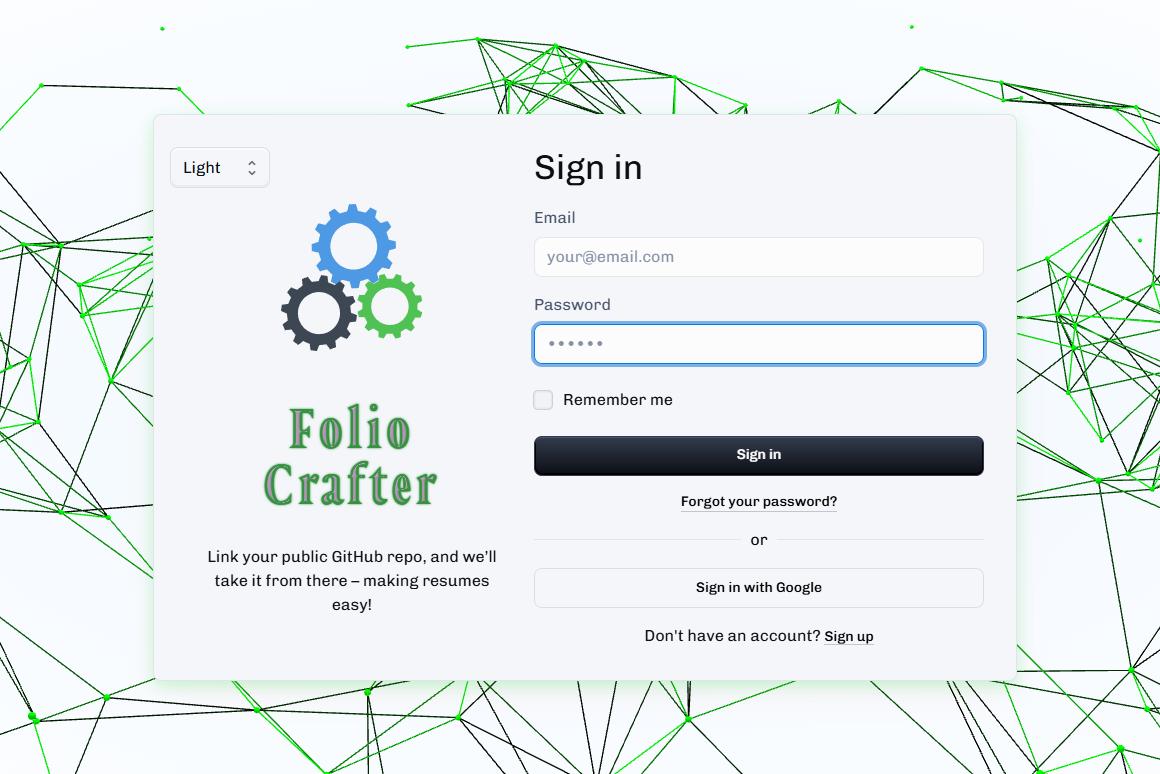 Light
Folio
Crafter
Link your public GitHub repo, and we’ll
take it from there – making resumes
easy!
Sign in
Email
your@email.com
Password
••••••
Remember me
Sign in
Forgot your password?
or
Sign in with Google
Don't have an account? Sign up